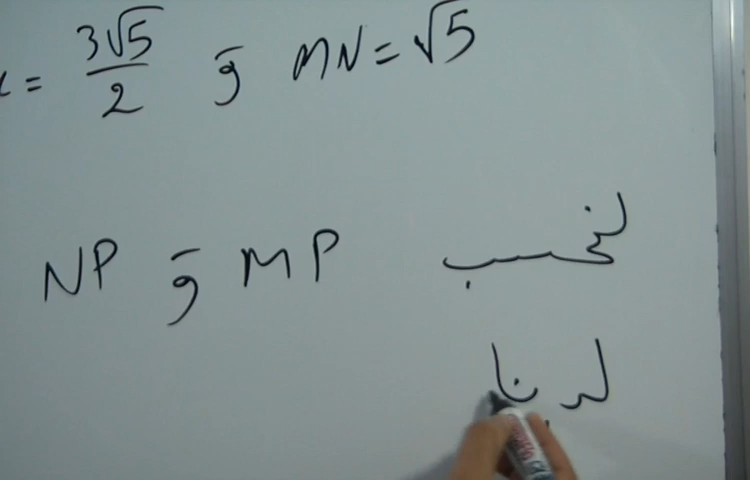 MN = √5 و = 3√5/2
لنحسب MP و NP
لدينا